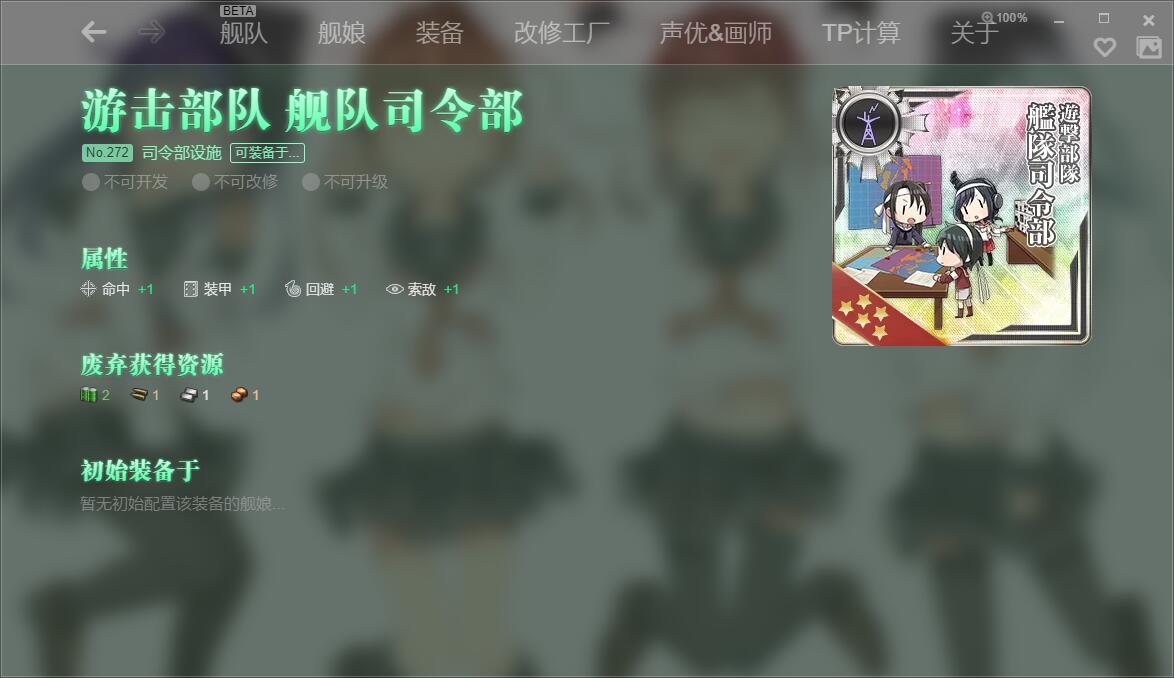 BETA
舰队 舰娘 装备 改修工厂 声优&画师 TP计算 关于
100%
游击部队 舰队司令部
No.272 司令部设施 可装备于...
不可开发 不可改修 不可升级
属性
命中 +1 装甲 +1 回避 +1 索敌 +1
废弃获得资源
2 1 1 1
初始装备于
暂无初始配置该装备的舰娘...
遊撃部隊
艦隊司令部